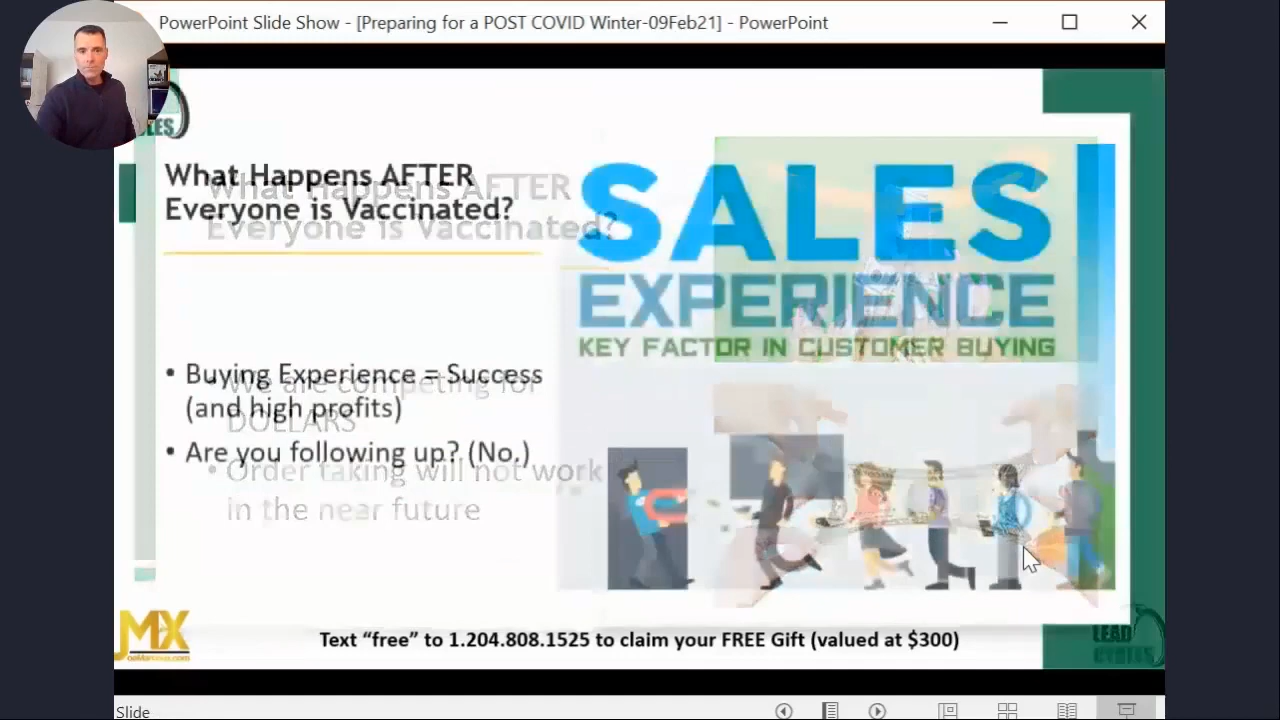 PowerPoint Slide Show - [Preparing for a POST COVID Winter-09Feb21] - PowerPoint
What Happens AFTER
Everyone is Vaccinated?
What Happens AFTER
Everyone is Vaccinated?
SALES
EXPERIENCE
KEY FACTOR IN CUSTOMER BUYING
• Buying Experience = Success
(and high profits)
• Are you following up? (No.)
• We are competing for
DOLLARS
• Order taking will not work
in the near future
MX
Text “free” to 1.204.808.1525 to claim your FREE Gift (valued at $300)
LEAD
CYCLES
Slide